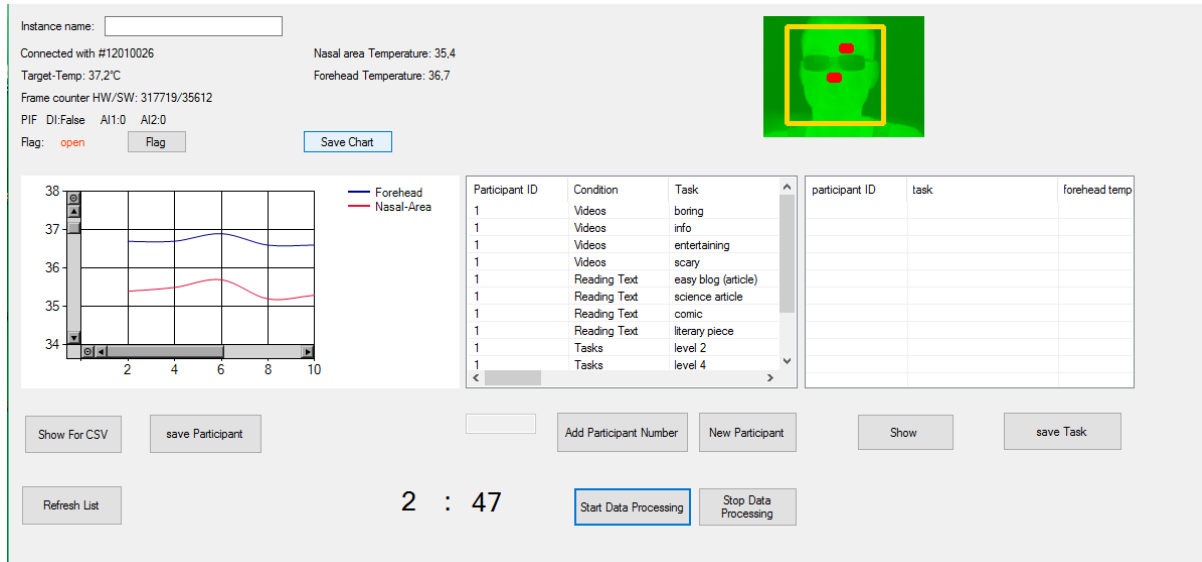 Instance name:
Connected with #12010026
Nasal area Temperature: 35,4
Target-Temp: 37,2°C
Forehead Temperature: 36,7
Frame counter HW/SW: 317719/35612
PIF DI:False AI1:0 AI2:0
Flag: open Flag Save Chart
38
37
36
35
34
2 4 6 8 10
Forehead
Nasal-Area
Participant ID Condition Task
1 Videos boring
1 Videos info
1 Videos entertaining
1 Videos scary
1 Reading Text easy blog (article)
1 Reading Text science article
1 Reading Text comic
1 Reading Text literary piece
1 Tasks level 2
1 Tasks level 4
participant ID task forehead temp
Show For CSV save Participant Add Participant Number New Participant Show save Task
Refresh List 2 : 47 Start Data Processing Stop Data
Processing